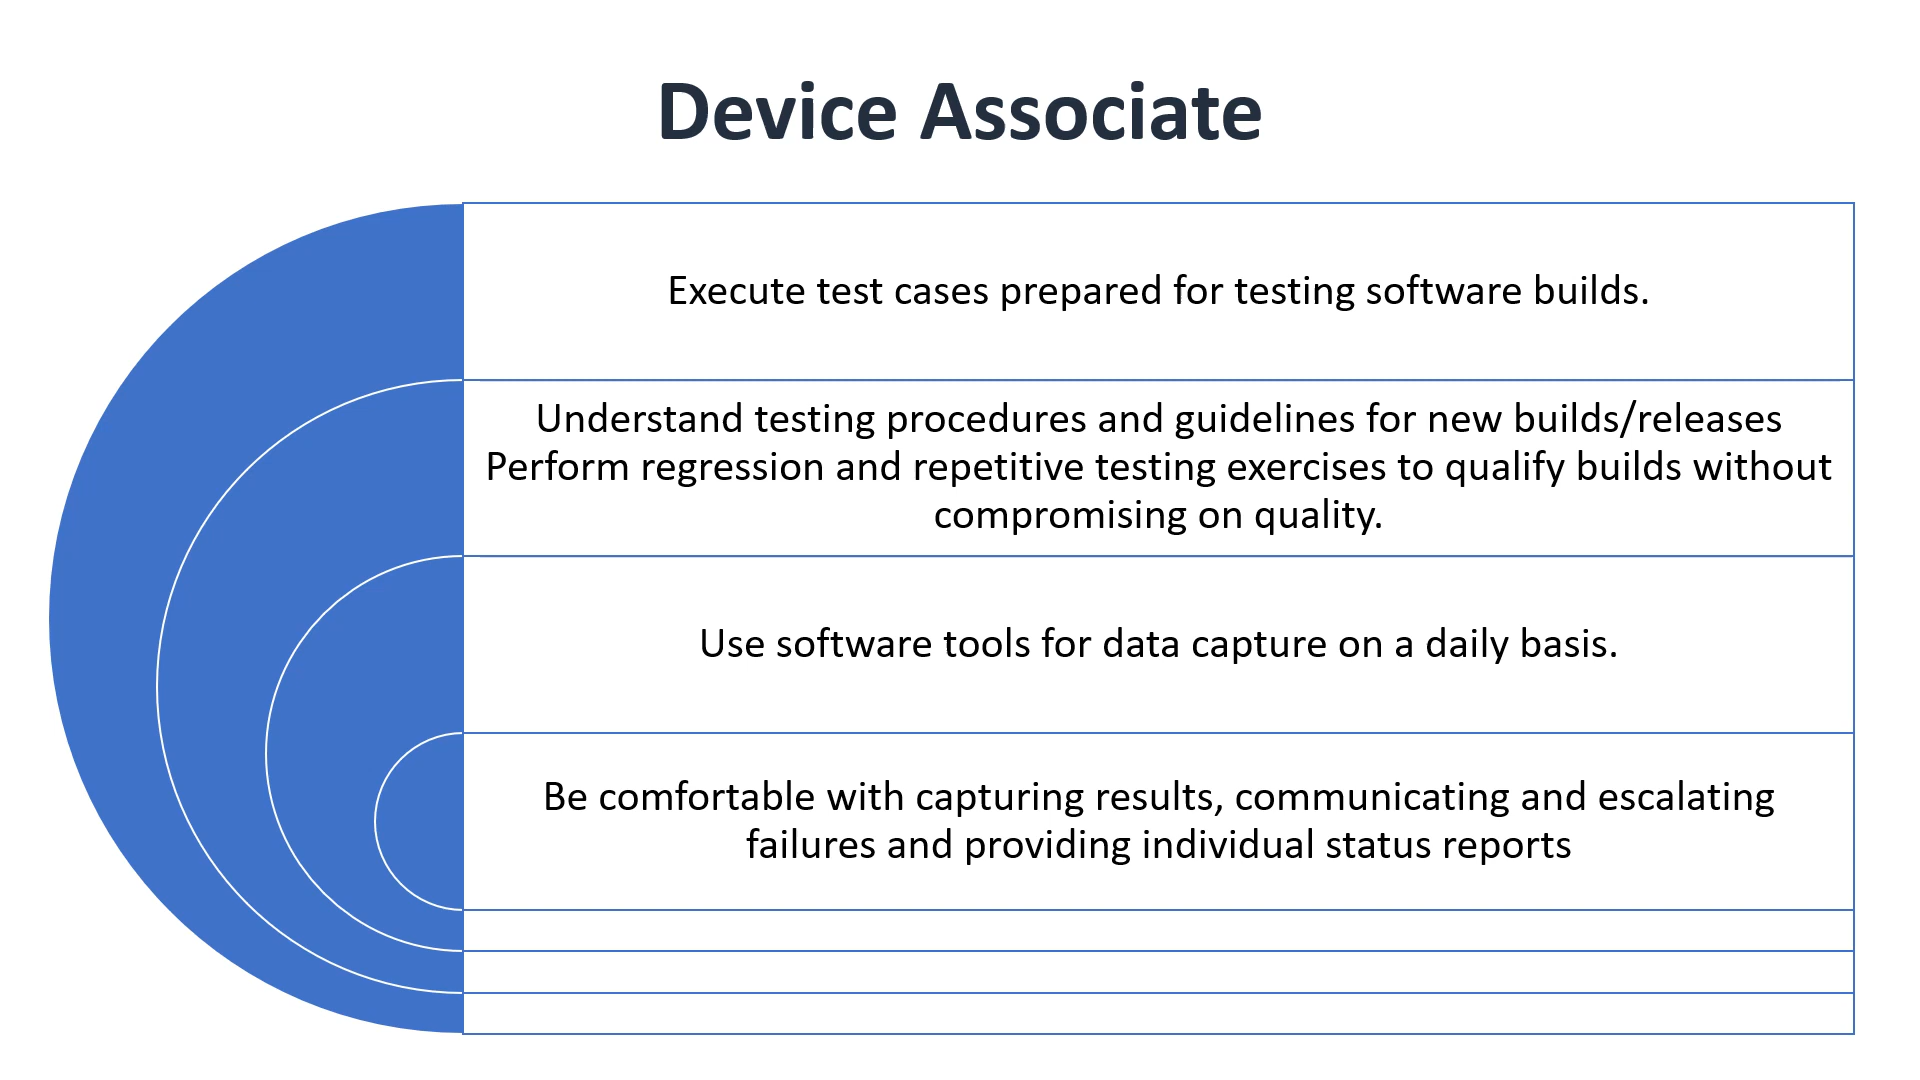 Device Associate
Execute test cases prepared for testing software builds.
Understand testing procedures and guidelines for new builds/releases
Perform regression and repetitive testing exercises to qualify builds without
compromising on quality.
Use software tools for data capture on a daily basis.
Be comfortable with capturing results, communicating and escalating
failures and providing individual status reports